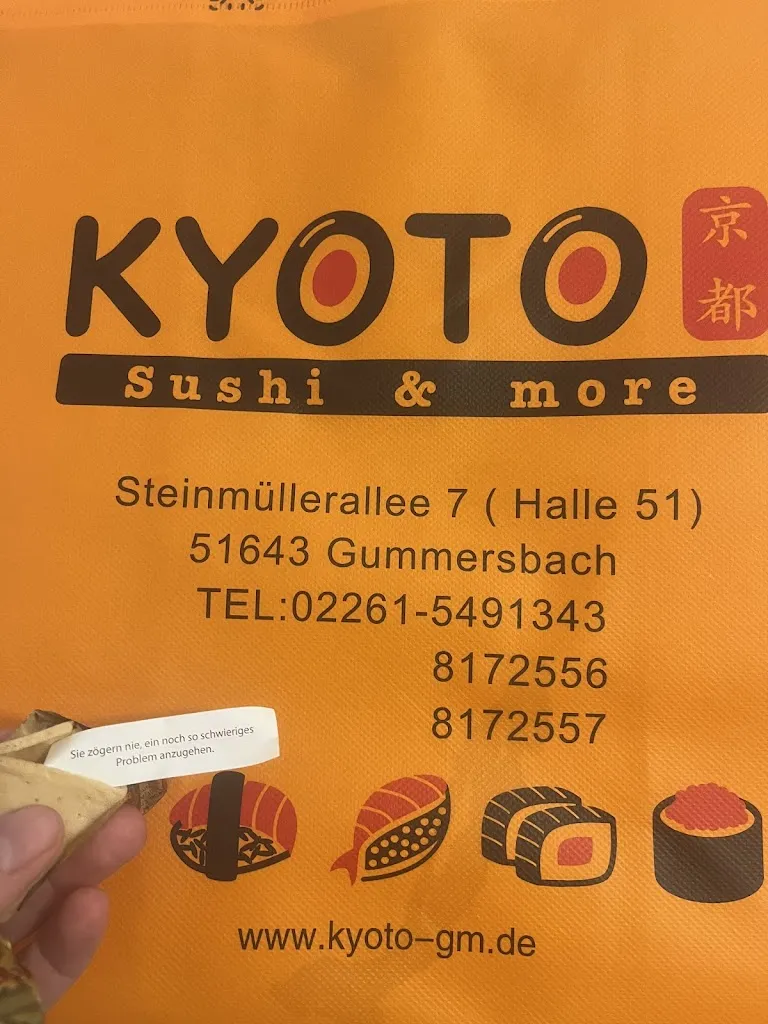 KYOTO
京
都
Sushi & more
Steinmüllerallee 7 ( Halle 51)
51643 Gummersbach
TEL:02261-5491343
8172556
8172557
Sie zögern nie, ein noch so schwieriges
Problem anzugehen.
www.kyoto-gm.de